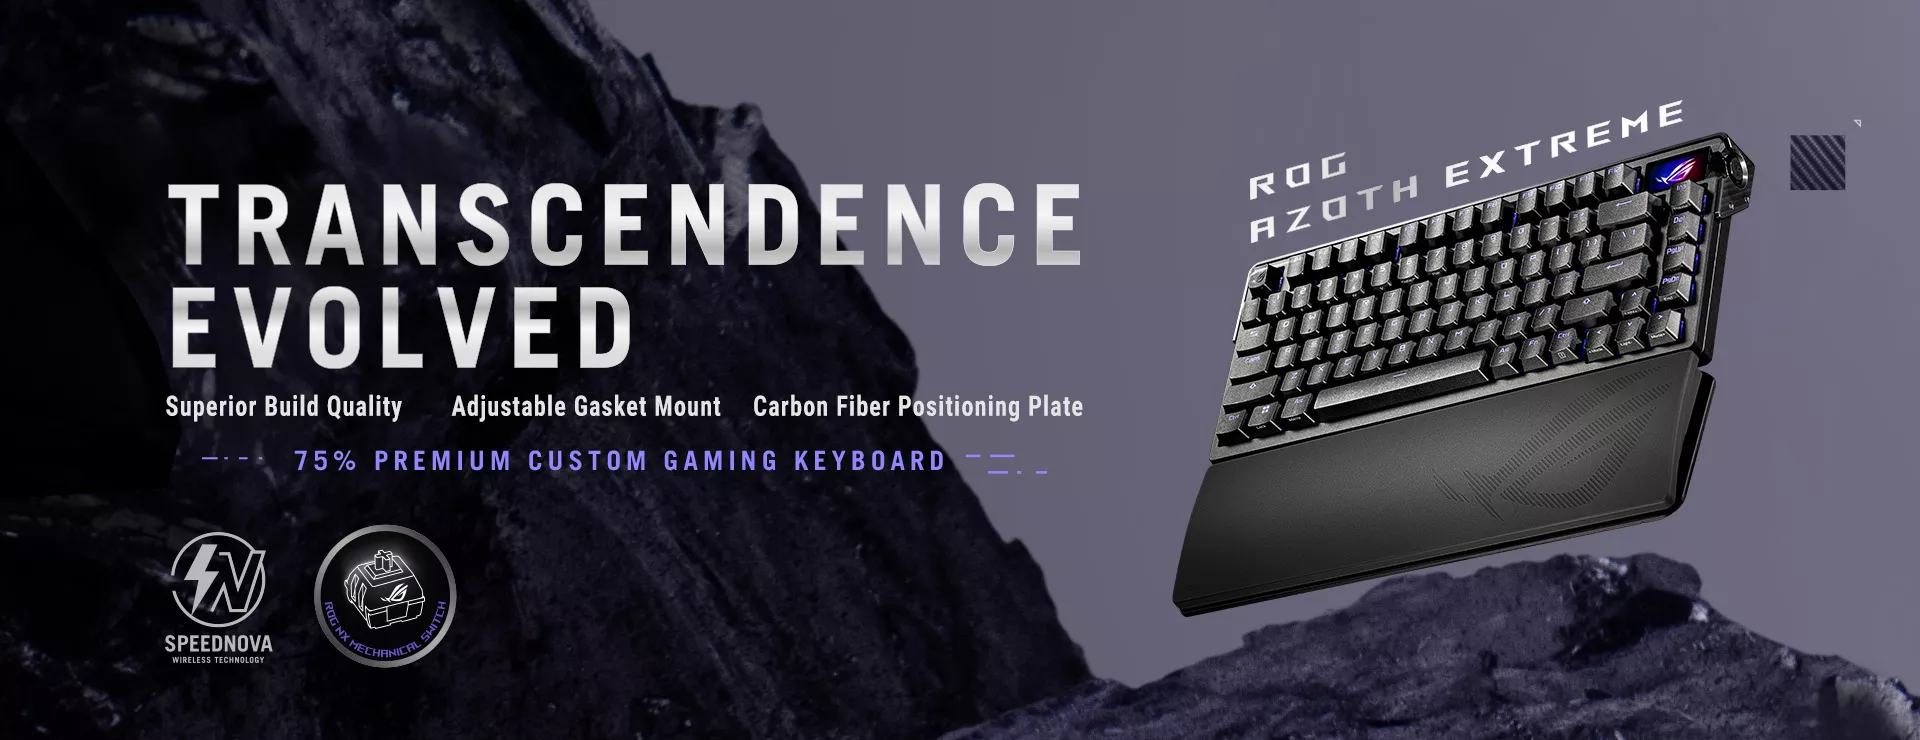 TRANSCENDENCE
EVOLVED
Superior Build Quality Adjustable Gasket Mount Carbon Fiber Positioning Plate
75% PREMIUM CUSTOM GAMING KEYBOARD
SPEEDNOVA
WIRELESS TECHNOLOGY
ROG NX MECHANICAL SWITCH
ROG
AZOTH EXTREME